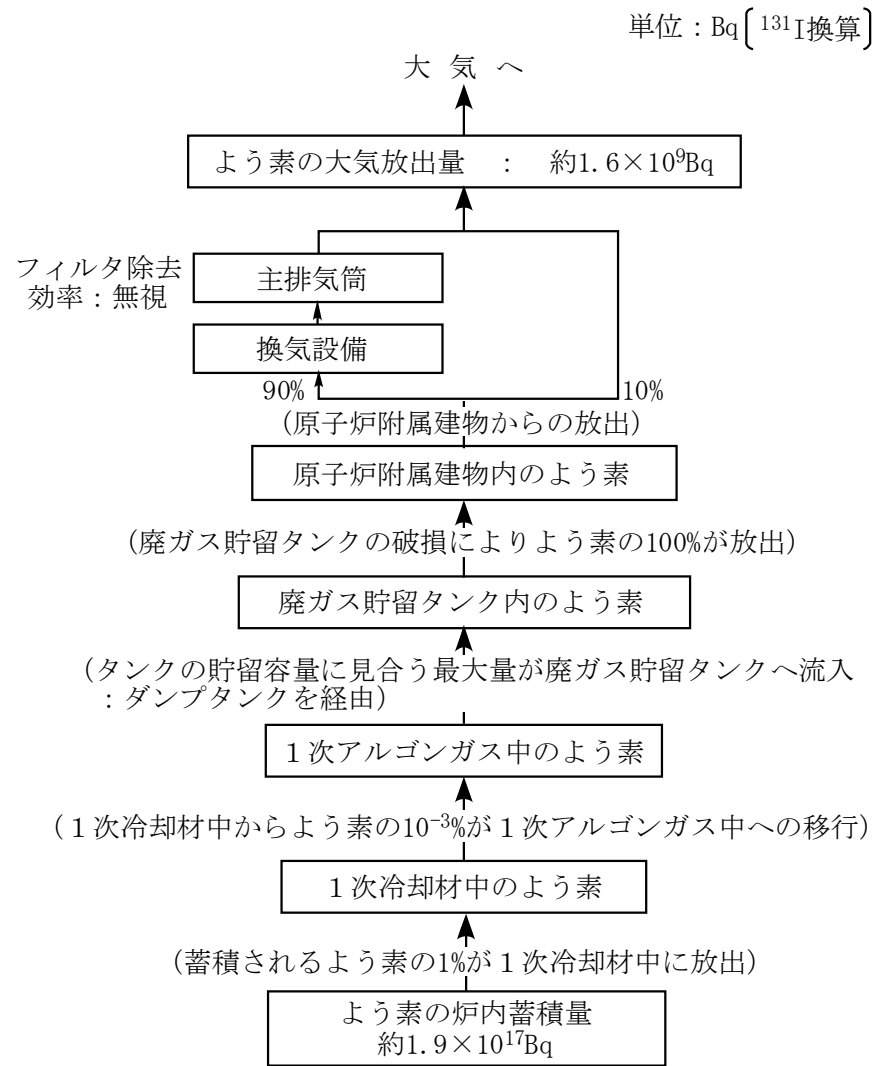 単位：Bq〔¹³¹I換算〕
大 気 へ
よう素の大気放出量　：　約1.6×10⁹Bq
フィルタ除去
効率：無視
主排気筒
換気設備
90%
10%
（原子炉附属建物からの放出）
原子炉附属建物内のよう素
（廃ガス貯留タンクの破損によりよう素の100%が放出）
廃ガス貯留タンク内のよう素
（タンクの貯留容量に見合う最大量が廃ガス貯留タンクへ流入
：ダンプタンクを経由）
１次アルゴンガス中のよう素
（１次冷却材中からよう素の10⁻³%が１次アルゴンガス中への移行）
１次冷却材中のよう素
（蓄積されるよう素の1%が１次冷却材中に放出）
よう素の炉内蓄積量
約1.9×10¹⁷Bq